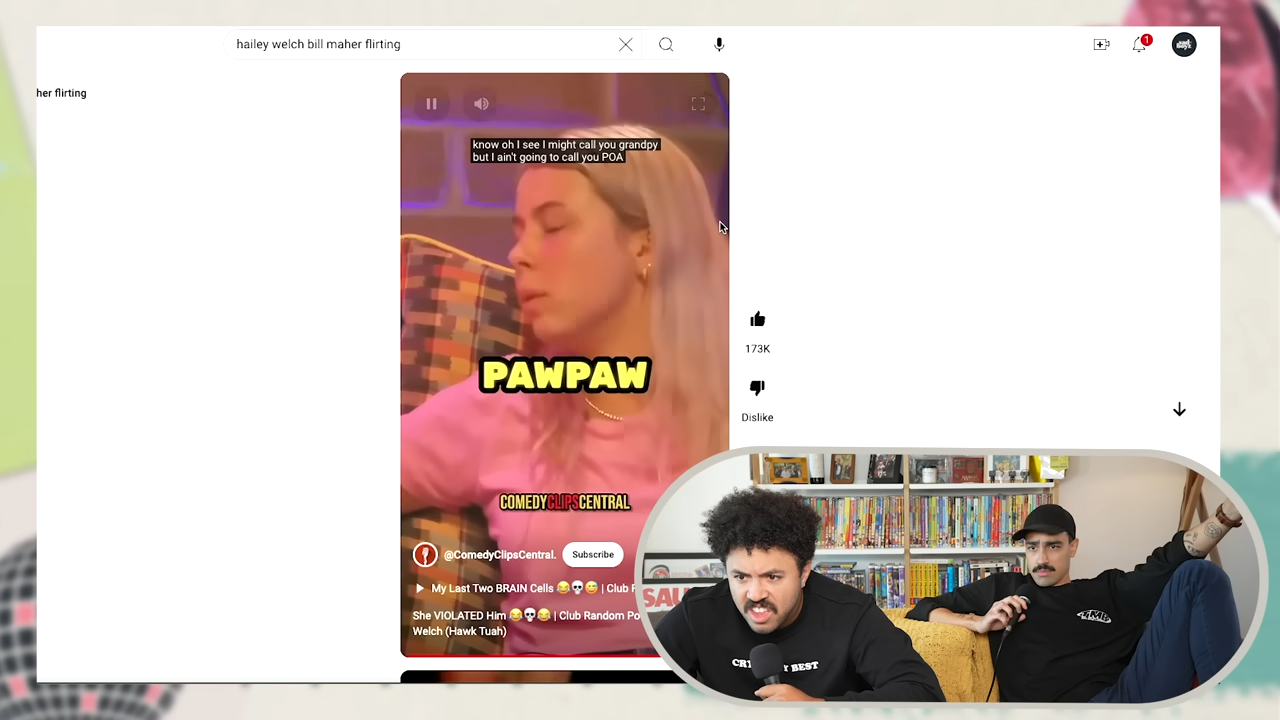 hailey welch bill maher flirting
1
her flirting
know oh I see I might call you grandpy
but I ain't going to call you POA
PAWPAW
173K
Dislike
COMEDYCLIPSCENTRAL
@ComedyClipsCentral.
Subscribe
My Last Two BRAIN Cells 😂💀😅 | Club
She VIOLATED Him 😂💀😂 | Club Random Po
Welch (Hawk Tuah)